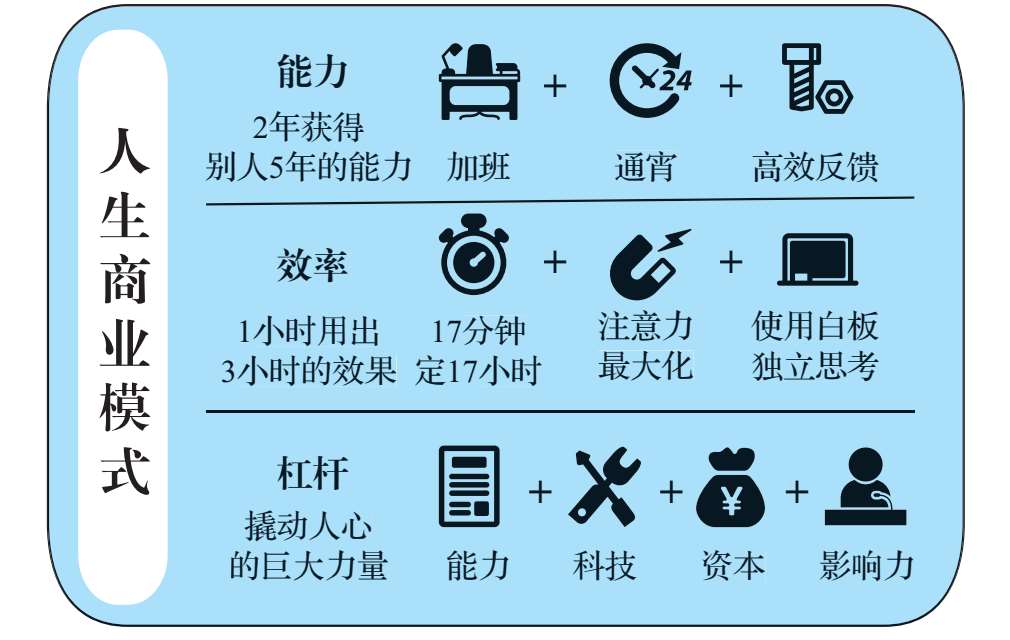 人生商业模式
能力
2年获得
别人5年的能力
24
加班
+
通宵
+
高效反馈
效率
1小时用出
3小时的效果
17分钟
定17小时
+
注意力
最大化
+
使用白板
独立思考
杠杆
撬动人心
的巨大力量
能力
+
科技
+
¥
资本
+
影响力